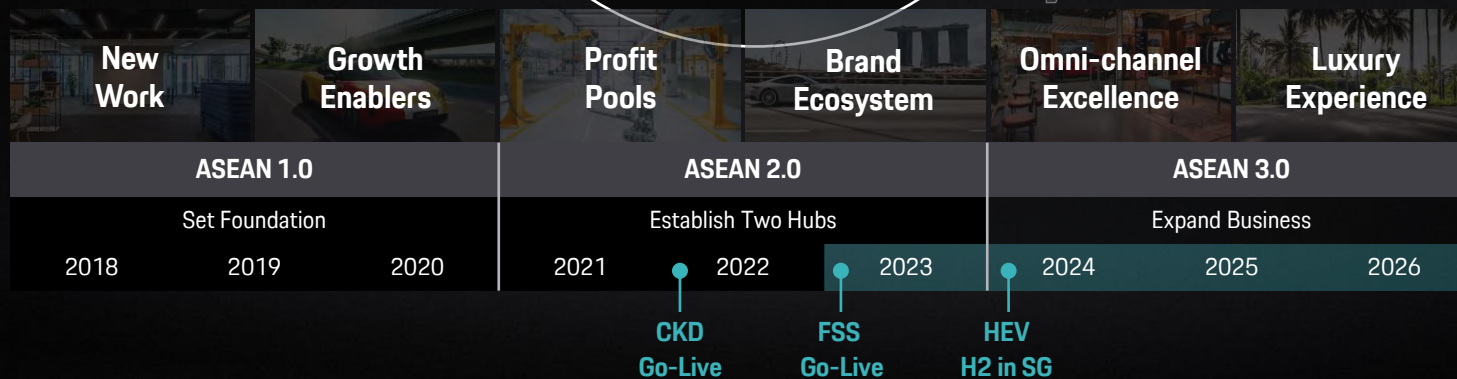 New
Work
Growth
Enablers
Profit
Pools
Brand
Ecosystem
Omni-channel
Excellence
Luxury
Experience
ASEAN 1.0
ASEAN 2.0
ASEAN 3.0
Set Foundation
Establish Two Hubs
Expand Business
2018
2019
2020
2021
2022
2023
2024
2025
2026
CKD
Go-Live
FSS
Go-Live
HEV
H2 in SG